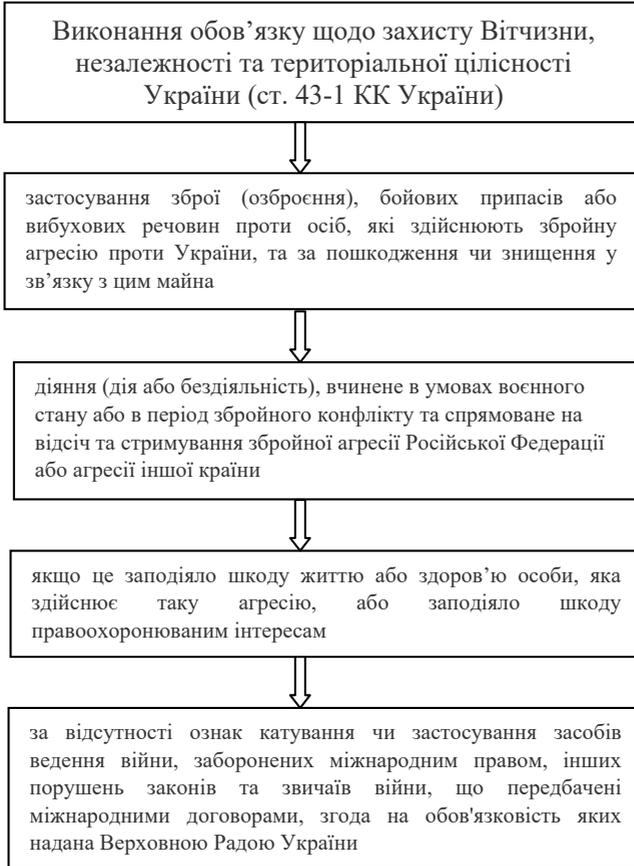 Виконання обов’язку щодо захисту Вітчизни,
незалежності та територіальної цілісності
України (ст. 43-1 КК України)
застосування зброї (озброєння), бойових припасів або
вибухових речовин проти осіб, які здійснюють збройну
агресію проти України, та за пошкодження чи знищення у
зв’язку з цим майна
діяння (дія або бездіяльність), вчинене в умовах воєнного
стану або в період збройного конфлікту та спрямоване на
відсіч та стримування збройної агресії Російської Федерації
або агресії іншої країни
якщо це заподіяло шкоду життю або здоров’ю особи, яка
здійснює таку агресію, або заподіяло шкоду
правоохоронюваним інтересам
за відсутності ознак катування чи застосування засобів
ведення війни, заборонених міжнародним правом, інших
порушень законів та звичаїв війни, що передбачені
міжнародними договорами, згода на обов'язковість яких
надана Верховною Радою України